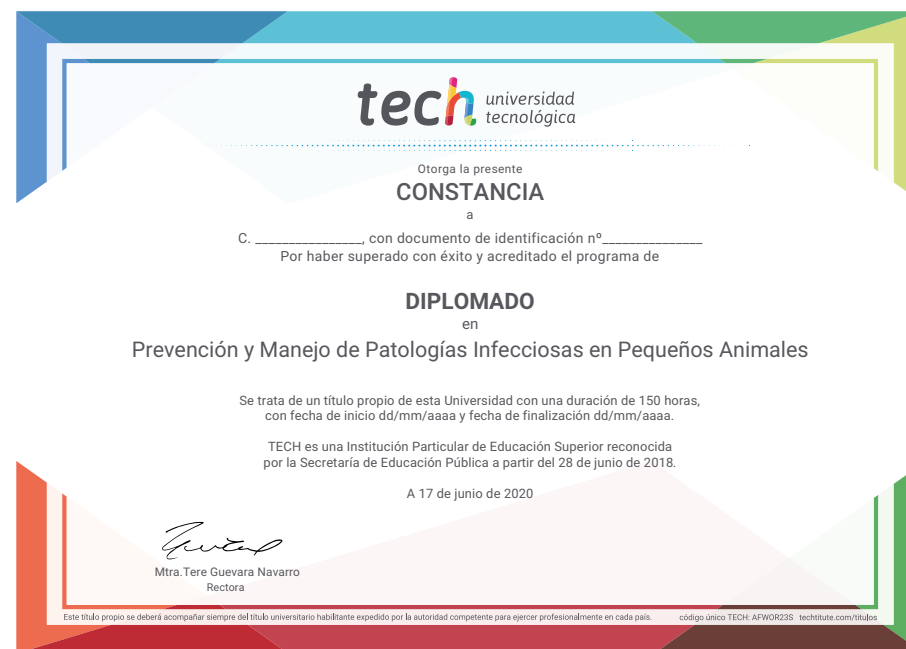 tech universidad
tecnológica
Otorga la presente
CONSTANCIA
a
C. ________________, con documento de identificación nº_______________
Por haber superado con éxito y acreditado el programa de
DIPLOMADO
en
Prevención y Manejo de Patologías Infecciosas en Pequeños Animales
Se trata de un título propio de esta Universidad con una duración de 150 horas,
con fecha de inicio dd/mm/aaaa y fecha de finalización dd/mm/aaaa.
TECH es una Institución Particular de Educación Superior reconocida
por la Secretaría de Educación Pública a partir del 28 de junio de 2018.
A 17 de junio de 2020
Mtra.Tere Guevara Navarro
Rectora
Este título propio se deberá acompañar siempre del título universitario habilitante expedido por la autoridad competente para ejercer profesionalmente en cada país. código único TECH: AFWOR23S techtitute.com/titulos